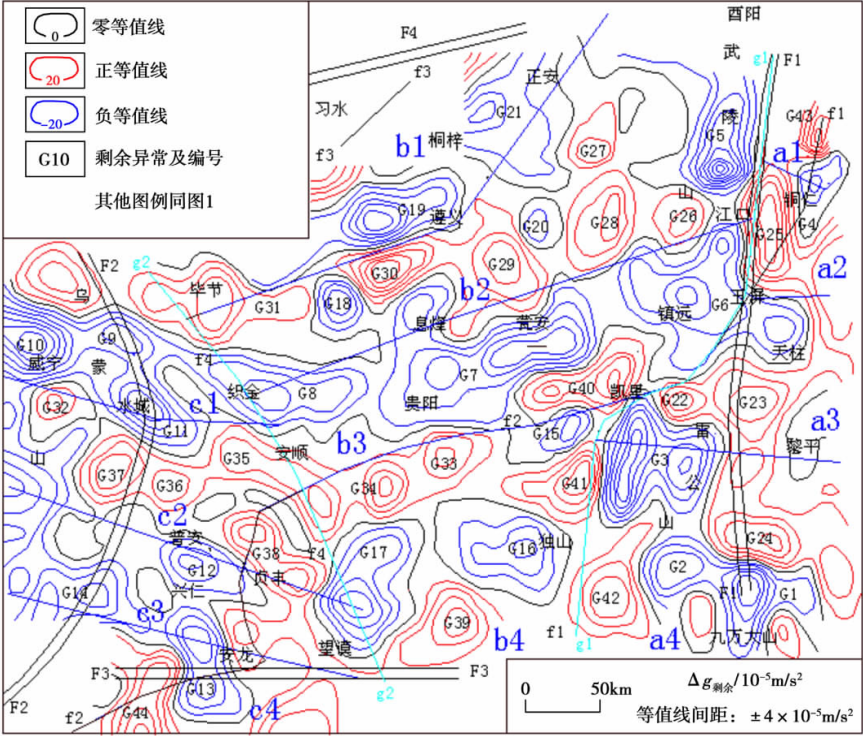 0
零等值线
20
正等值线
-20
负等值线
G10
剩余异常及编号
其他图例同图1
酉阳
武
F4
f3
g1
F1
正安
习水
G21
陵
G5
G43
f1
桐梓
b1
G27
f3
a1
山
铜仁
G19
遵义
G20
G28
G26
江口
G4
G25
F2
g2
G30
G29
a2
乌
毕节
G31
b2
G18
息烽
瓮安
镇远
G6
玉屏
G9
G10
威宁
蒙
f4
天柱
织金
G8
G7
G40
凯里
G32
水城
c1
贵阳
G22
G23
G11
f2
G15
雷
a3
b3
黎平
山
G35
安顺
G33
G3
G37
G36
G34
G41
公
c2
山
普安
G38
f4
G17
G16
独山
G24
G12
贞丰
G2
G14
兴仁
F1
G1
G42
c3
G39
f1
b4
a4
九万大山
安龙
望谟
g1
F3
F3
G13
g2
F2
f2
G44
c4
0
50km
Δg剩余/10⁻⁵m/s²
等值线间距：±4×10⁻⁵m/s²